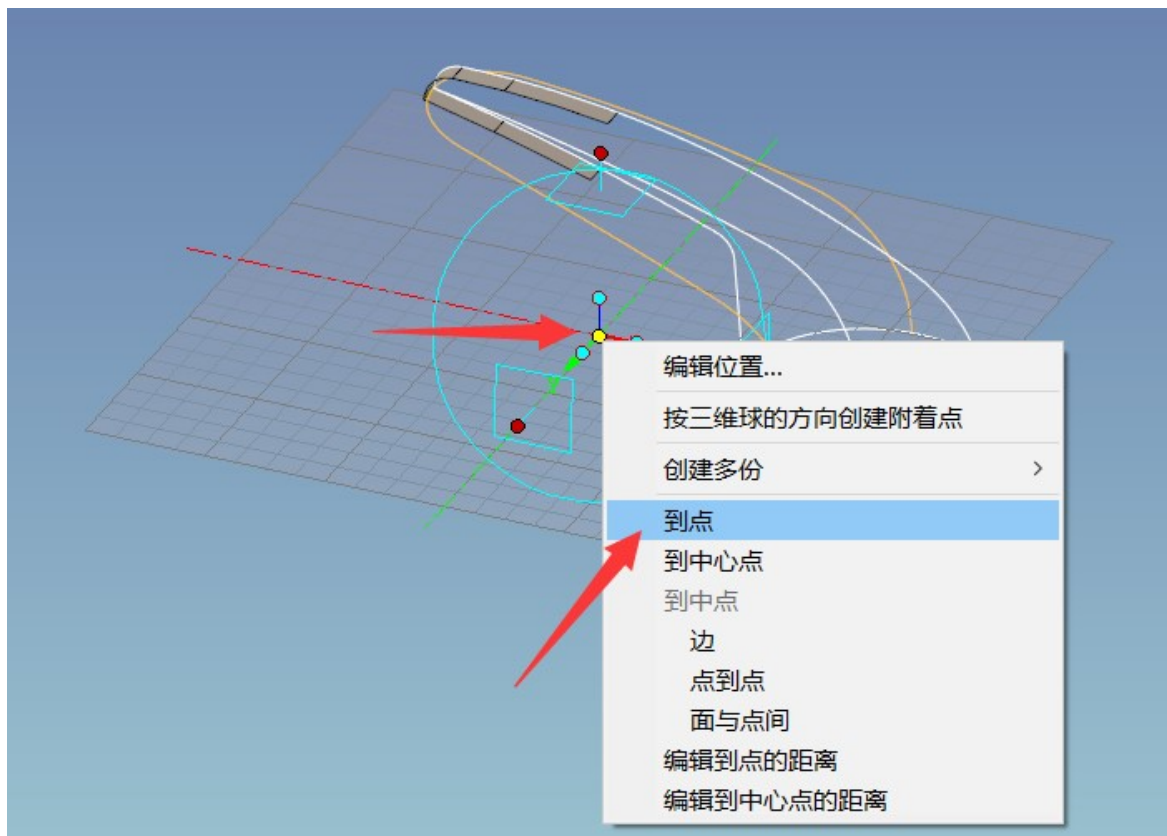 编辑位置...
按三维球的方向创建附着点
创建多份
到点
到中心点
到中点
边
点到点
面与点间
编辑到点的距离
编辑到中心点的距离